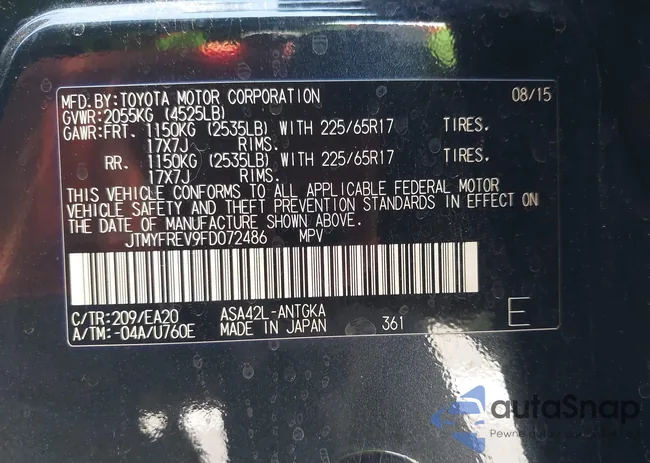 MFD.BY:TOYOTA MOTOR CORPORATION 08/15
GVWR:2055KG (4525LB)
GAWR:FRT. 1150KG (2535LB) WITH 225/65R17 TIRES.
17X7J RIMS.
RR. 1150KG (2535LB) WITH 225/65R17 TIRES.
17X7J RIMS.
THIS VEHICLE CONFORMS TO ALL APPLICABLE FEDERAL MOTOR
VEHICLE SAFETY AND THEFT PREVENTION STANDARDS IN EFFECT ON
THE DATE OF MANUFACTURE SHOWN ABOVE.
JTMYFREV9FD072486 MPV
C/TR:209/EA20 ASA42L-ANTGKA
A/TM:-04A/U760E MADE IN JAPAN 361 E
autaSnap
Pewne